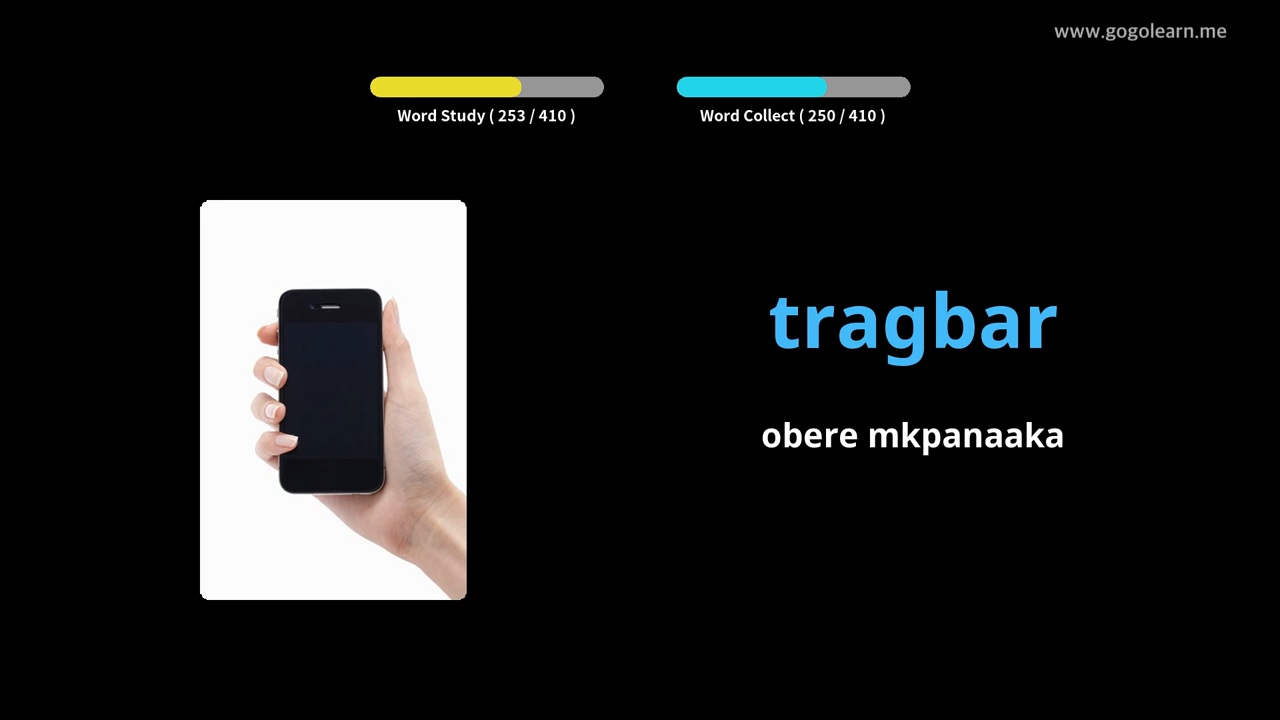 www.gogolearn.me
Word Study ( 253 / 410 )
Word Collect ( 250 / 410 )
tragbar
obere mkpanaaka